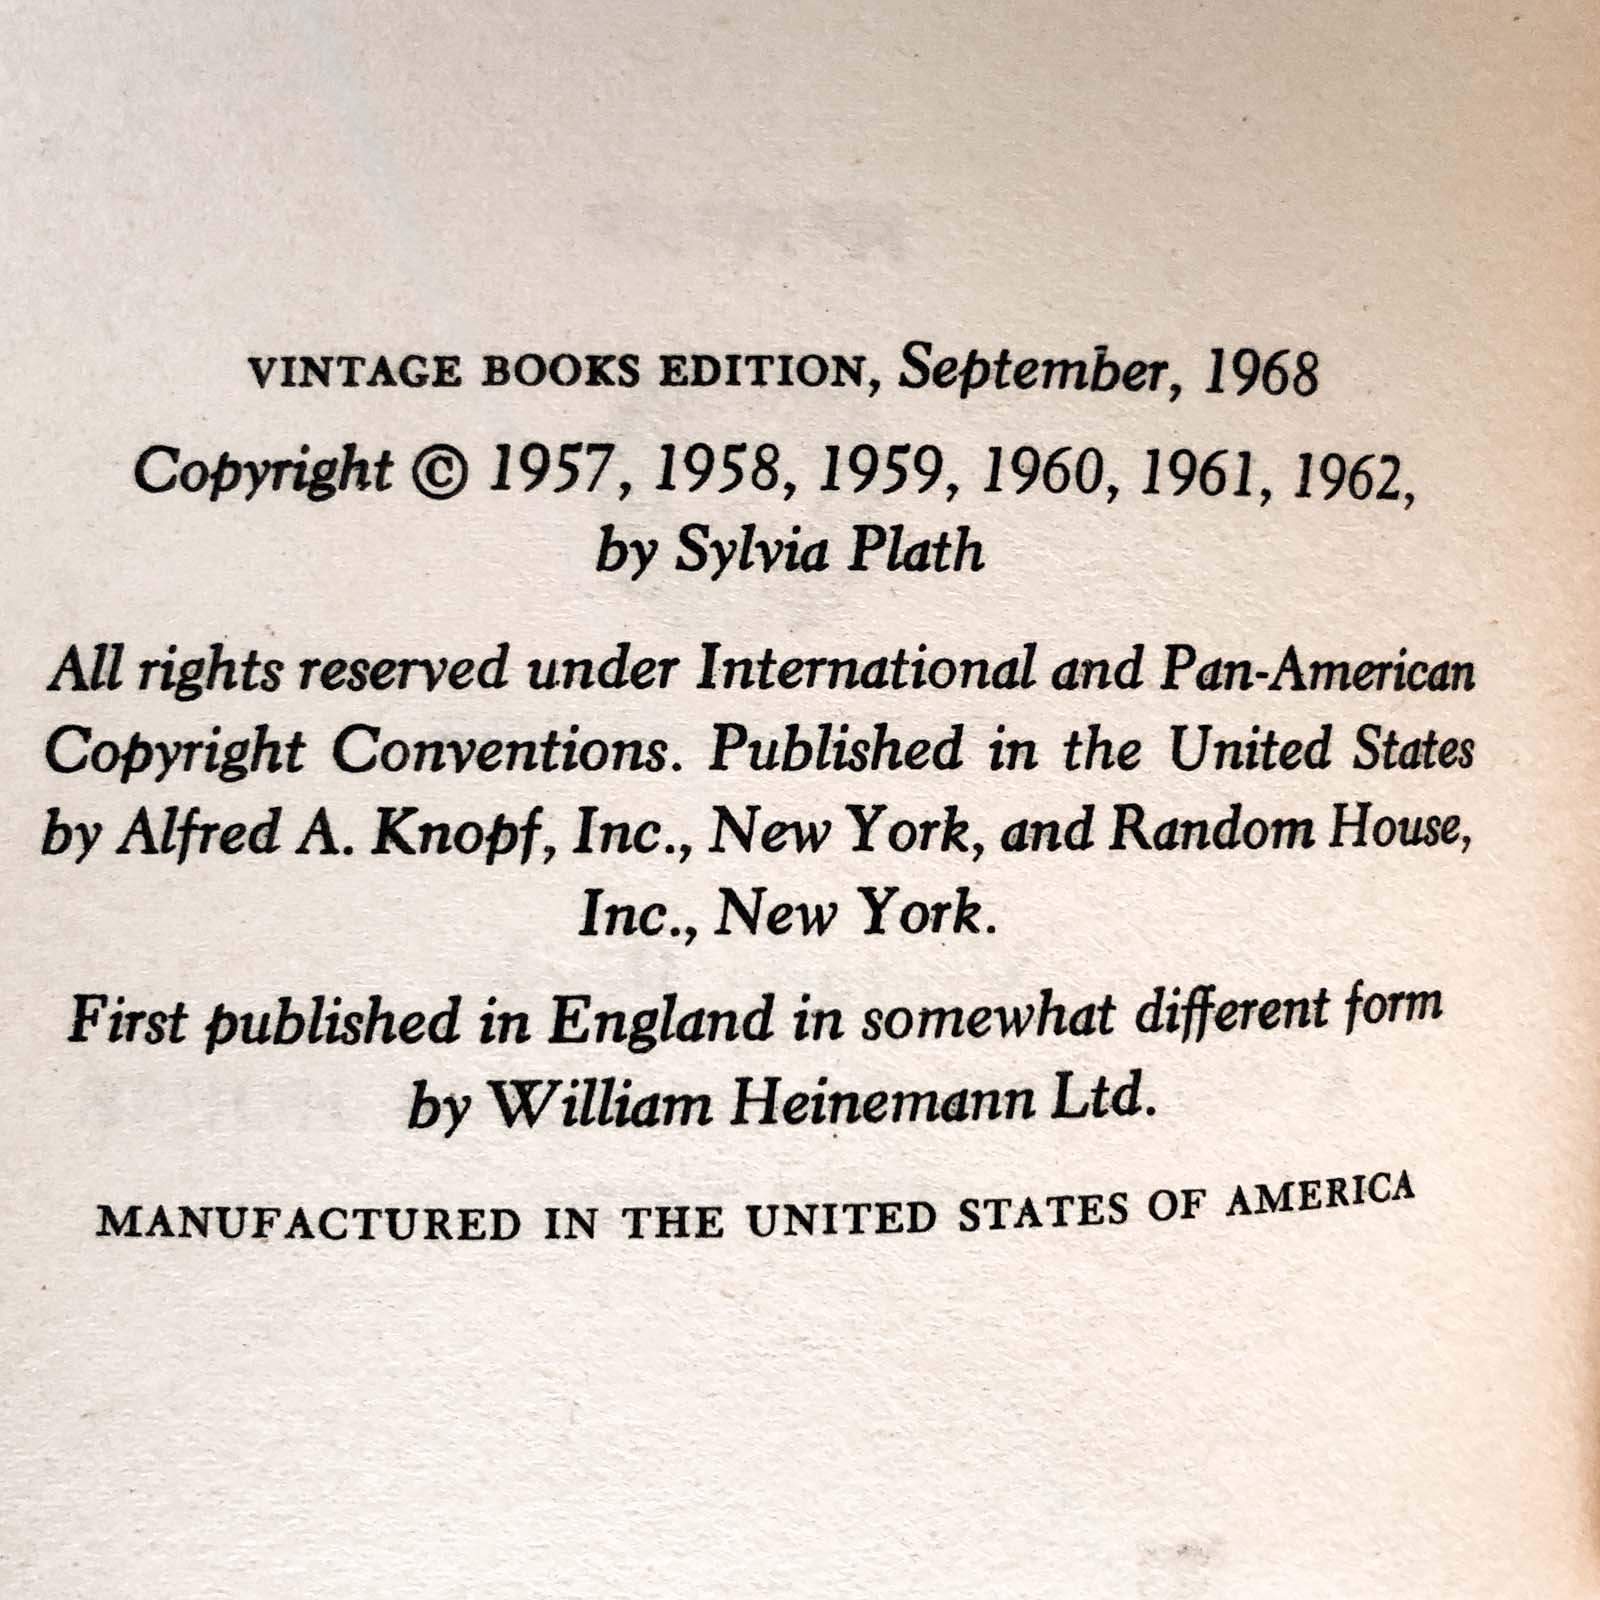 VINTAGE BOOKS EDITION, September, 1968
Copyright © 1957, 1958, 1959, 1960, 1961, 1962,
by Sylvia Plath
All rights reserved under International and Pan-American
Copyright Conventions. Published in the United States
by Alfred A. Knopf, Inc., New York, and Random House,
Inc., New York.
First published in England in somewhat different form
by William Heinemann Ltd.
MANUFACTURED IN THE UNITED STATES OF AMERICA